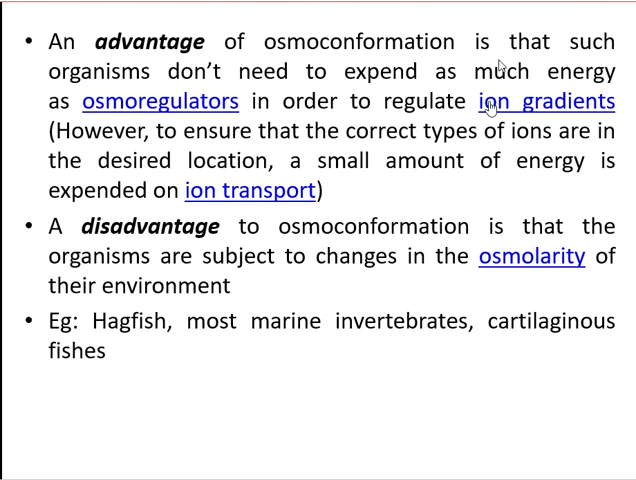 • An advantage of osmoconformation is that such
organisms don't need to expend as much energy
as osmoregulators in order to regulate ion gradients
(However, to ensure that the correct types of ions are in
the desired location, a small amount of energy is
expended on ion transport)
• A disadvantage to osmoconformation is that the
organisms are subject to changes in the osmolarity of
their environment
• Eg: Hagfish, most marine invertebrates, cartilaginous
fishes